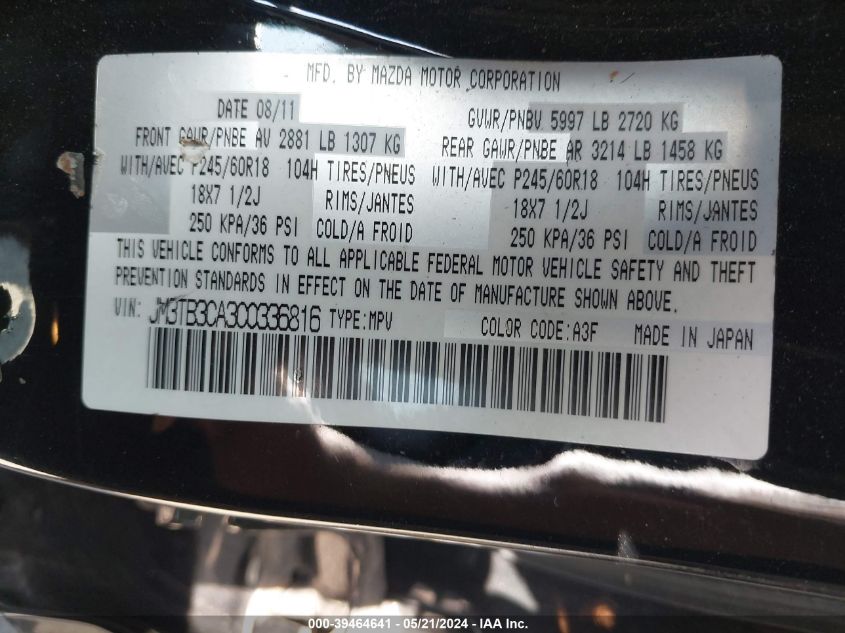 MFD. BY MAZDA MOTOR CORPORATION
DATE 08/11 GVWR/PNBV 5997 LB 2720 KG
FRONT GAWR/PNBE AV 2881 LB 1307 KG REAR GAWR/PNBE AR 3214 LB 1458 KG
WITH/AVEC P245/60R18 104H TIRES/PNEUS WITH/AVEC P245/60R18 104H TIRES/PNEUS
18X7 1/2J RIMS/JANTES 18X7 1/2J RIMS/JANTES
250 KPA/36 PSI COLD/A FROID 250 KPA/36 PSI COLD/A FROID
THIS VEHICLE CONFORMS TO ALL APPLICABLE FEDERAL MOTOR VEHICLE SAFETY AND THEFT
PREVENTION STANDARDS IN EFFECT ON THE DATE OF MANUFACTURE SHOWN ABOVE.
VIN: JM3TB3CA3C0336816 TYPE:MPV COLOR CODE:A3F MADE IN JAPAN
000-39464641 - 05/21/2024 - IAA Inc.